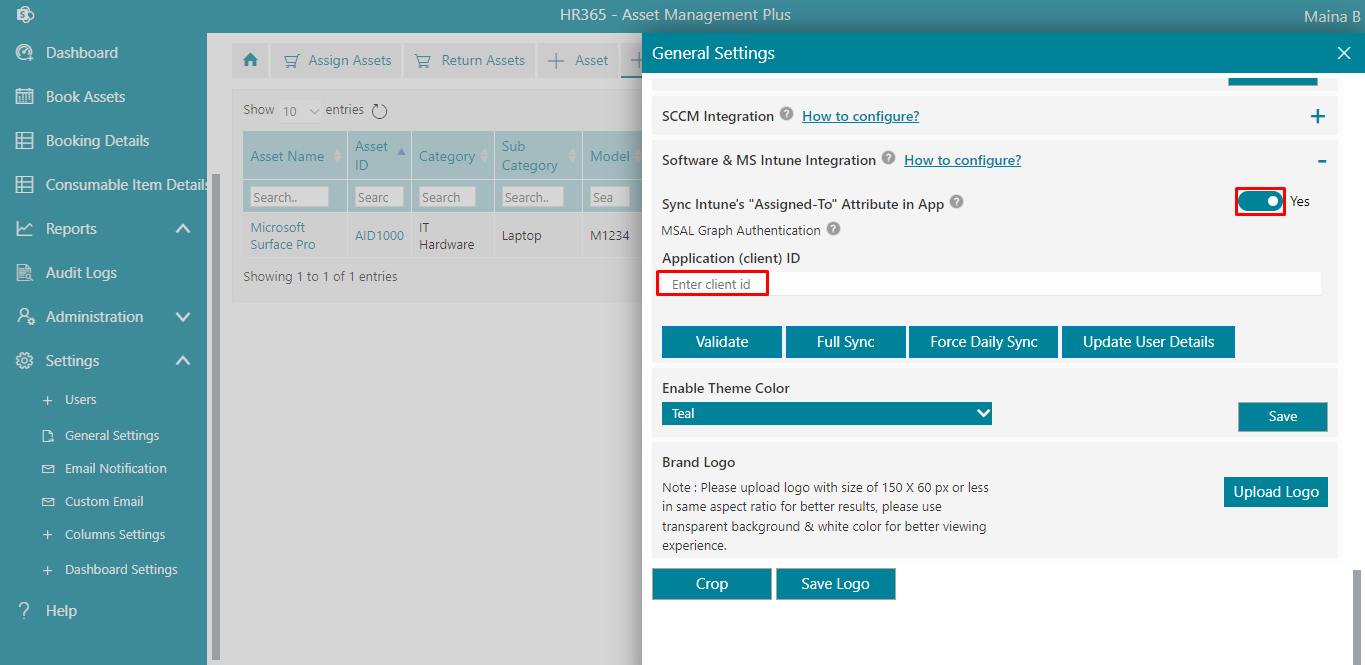 HR365 - Asset Management Plus
Maina B
Dashboard
Book Assets
Booking Details
Consumable Item Details
Reports
Audit Logs
Administration
Settings
Users
General Settings
Email Notification
Custom Email
Columns Settings
Dashboard Settings
Help
Assign Assets
Return Assets
Asset
Show 10 entries
Asset Name
Asset ID
Category
Sub Category
Model
Search..
Searc
Search
Search..
Sea
Microsoft Surface Pro
AID1000
IT Hardware
Laptop
M1234
Showing 1 to 1 of 1 entries
General Settings
SCCM Integration ? How to configure?
Software & MS Intune Integration ? How to configure?
Sync Intune's "Assigned-To" Attribute in App ?
Yes
MSAL Graph Authentication ?
Application (client) ID
Enter client id
Validate
Full Sync
Force Daily Sync
Update User Details
Enable Theme Color
Teal
Save
Brand Logo
Note : Please upload logo with size of 150 X 60 px or less
in same aspect ratio for better results, please use
transparent background & white color for better viewing
experience.
Upload Logo
Crop
Save Logo